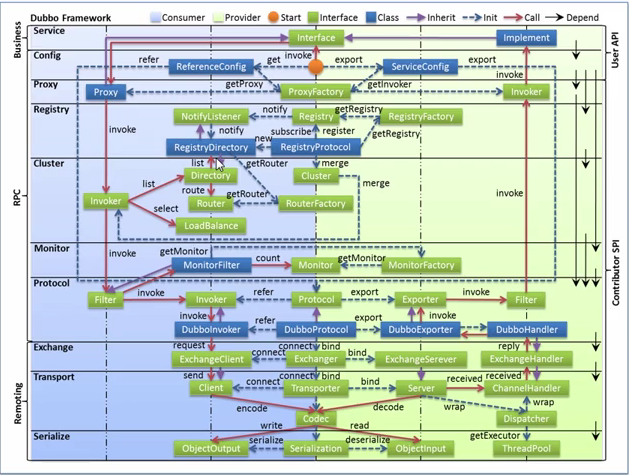 Dubbo Framework Consumer Provider Start Interface Class Inherit Init Call Depend
Business
RPC
Remoting
User API
Contributor SPI
Service
Interface
Implement
Config
refer
ReferenceConfig
get
invoke
export
ServiceConfig
export
invoke
Proxy
getProxy
getInvoker
Proxy
ProxyFactory
Invoker
Registry
NotifyListener
notify
Registry
getRegistry
RegistryFactory
invoke
notify
subscribe
register
getRegistry
RegistryDirectory
new
RegistryProtocol
Cluster
list
getRouter
merge
Directory
Cluster
merge
list
route
getRouter
invoke
Invoker
Router
RouterFactory
select
LoadBalance
Monitor
invoke
getMonitor
getMonitor
MonitorFilter
count
Monitor
MonitorFactory
Protocol
Filter
invoke
Invoker
refer
Protocol
export
Exporter
invoke
Filter
invoke
invoke
DubboInvoker
refer
DubboProtocol
export
DubboExporter
DubboHandler
Exchange
request
connect
bind
reply
ExchangeClient
connect
Exchanger
bind
ExchangeSerever
ExchangeHandler
Transport
send
connect
bind
received
received
Client
connect
Transporter
bind
Server
ChannelHandler
encode
decode
wrap
wrap
Codec
Dispatcher
write
read
getExecutor
Serialize
ObjectOutput
serialize
Serialization
deserialize
ObjectInput
ThreadPool